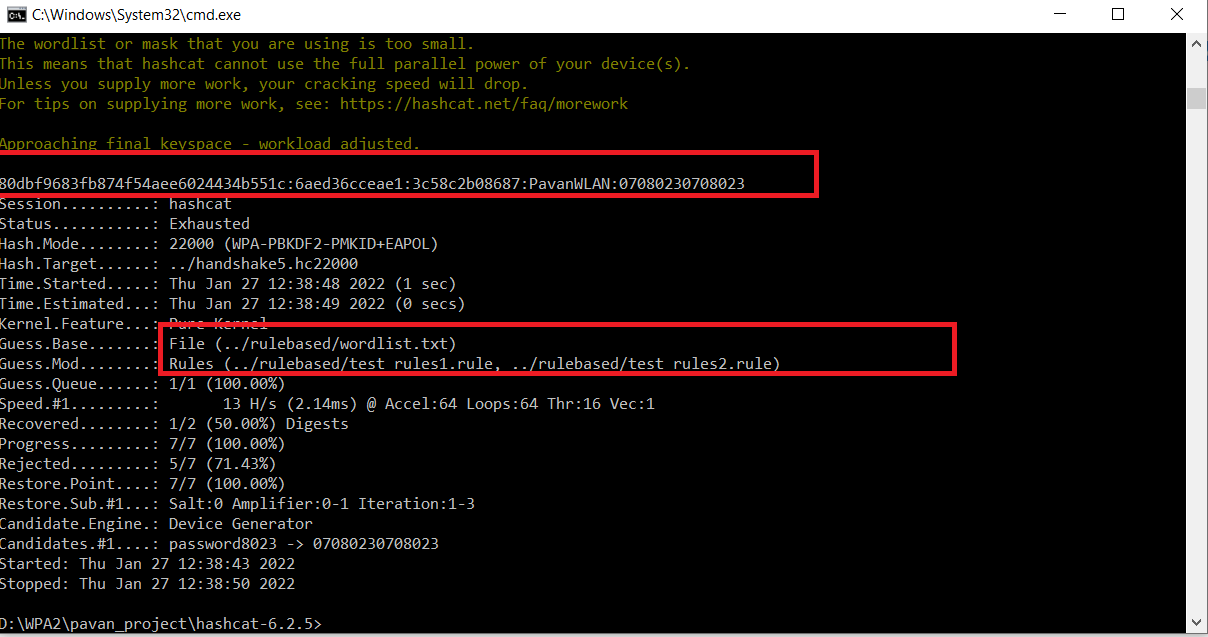 C:\Windows\System32\cmd.exe
The wordlist or mask that you are using is too small.
This means that hashcat cannot use the full parallel power of your device(s).
Unless you supply more work, your cracking speed will drop.
For tips on supplying more work, see: https://hashcat.net/faq/morework
Approaching final keyspace - workload adjusted.
80dbf9683fb874f54aee6024434b551c:6aed36cceae1:3c58c2b08687:PavanWLAN:07080230708023
Session..........: hashcat
Status...........: Exhausted
Hash.Mode........: 22000 (WPA-PBKDF2-PMKID+EAPOL)
Hash.Target......: ../handshake5.hc22000
Time.Started.....: Thu Jan 27 12:38:48 2022 (1 sec)
Time.Estimated...: Thu Jan 27 12:38:49 2022 (0 secs)
Kernel.Feature...: Pure Kernel
Guess.Base.......: File (../rulebased/wordlist.txt)
Guess.Mod........: Rules (../rulebased/test_rules1.rule, ../rulebased/test_rules2.rule)
Guess.Queue......: 1/1 (100.00%)
Speed.#1.........:       13 H/s (2.14ms) @ Accel:64 Loops:64 Thr:16 Vec:1
Recovered........: 1/2 (50.00%) Digests
Progress.........: 7/7 (100.00%)
Rejected.........: 5/7 (71.43%)
Restore.Point....: 7/7 (100.00%)
Restore.Sub.#1...: Salt:0 Amplifier:0-1 Iteration:1-3
Candidate.Engine.: Device Generator
Candidates.#1....: password8023 -> 07080230708023
Started: Thu Jan 27 12:38:43 2022
Stopped: Thu Jan 27 12:38:50 2022
D:\WPA2\pavan_project\hashcat-6.2.5>